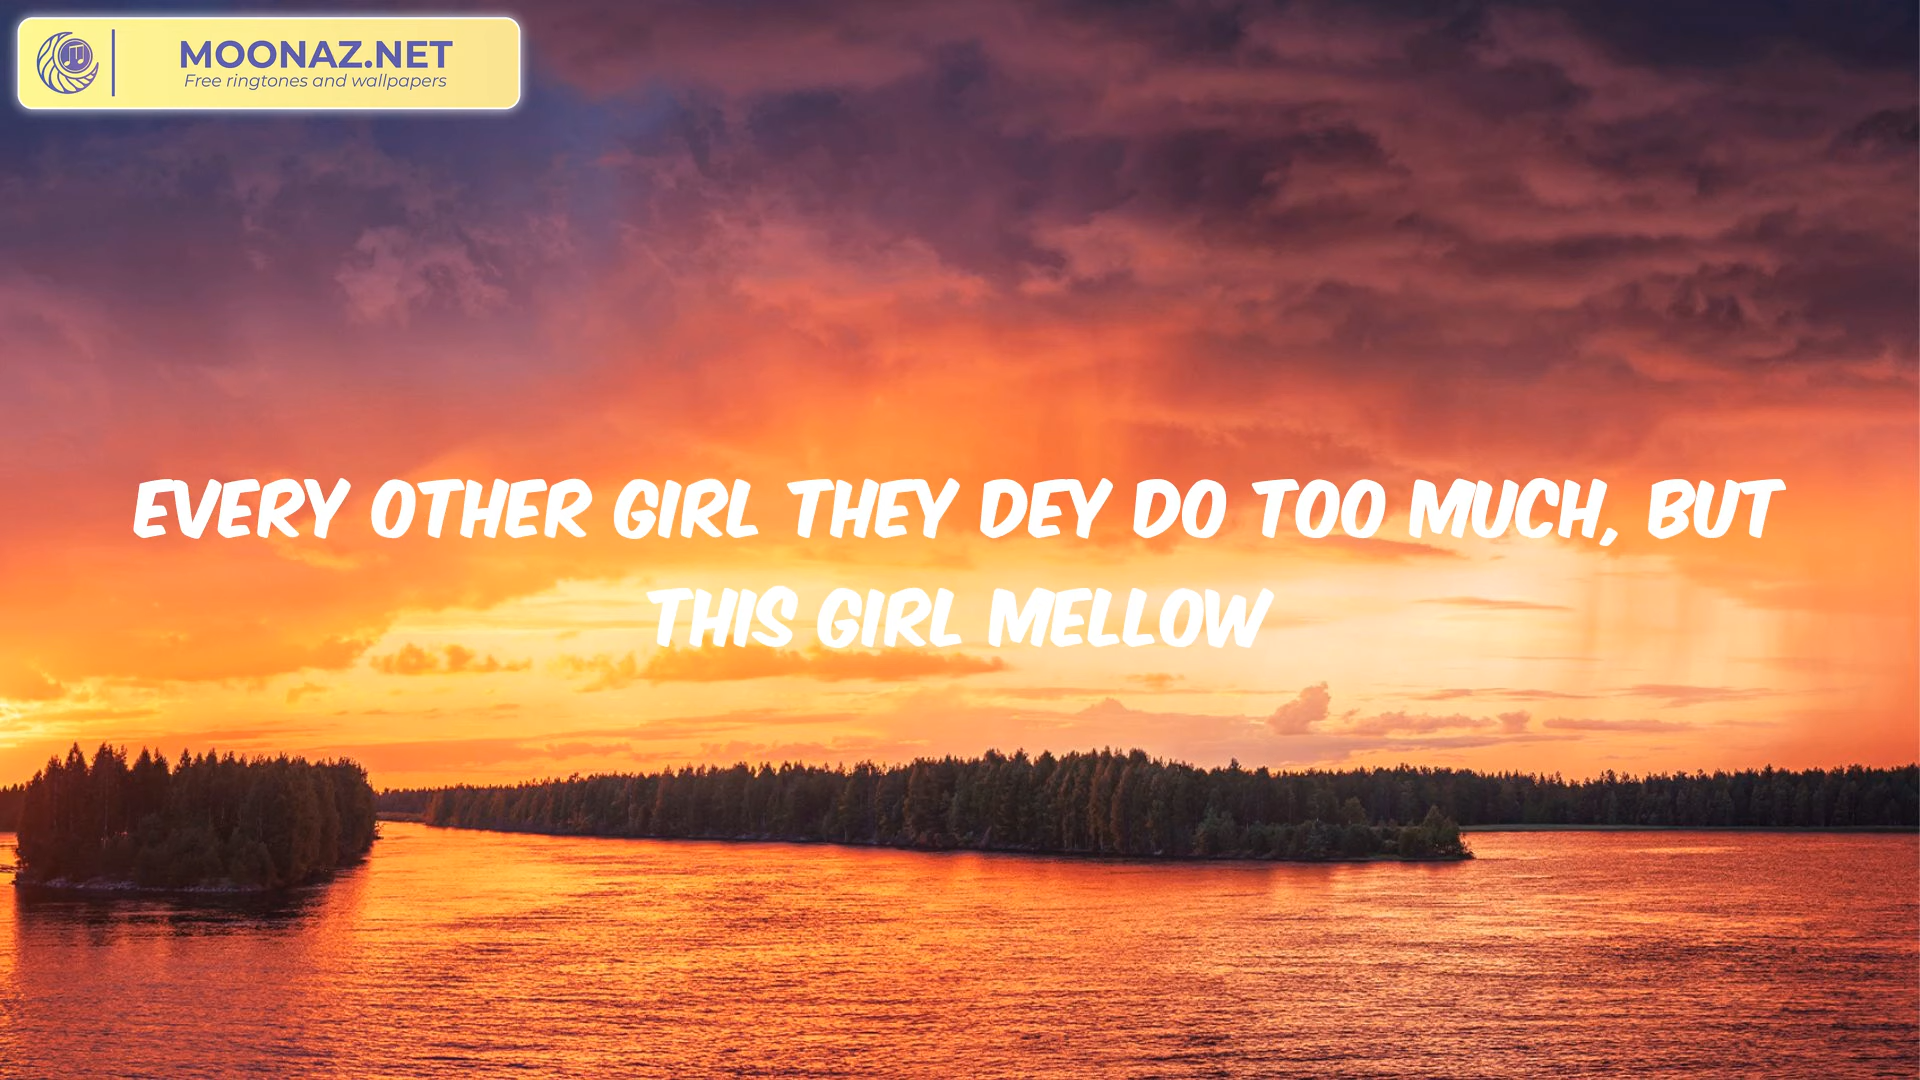 MOONAZ.NET
Free ringtones and wallpapers
EVERY OTHER GIRL THEY DEY DO TOO MUCH, BUT
THIS GIRL MELLOW